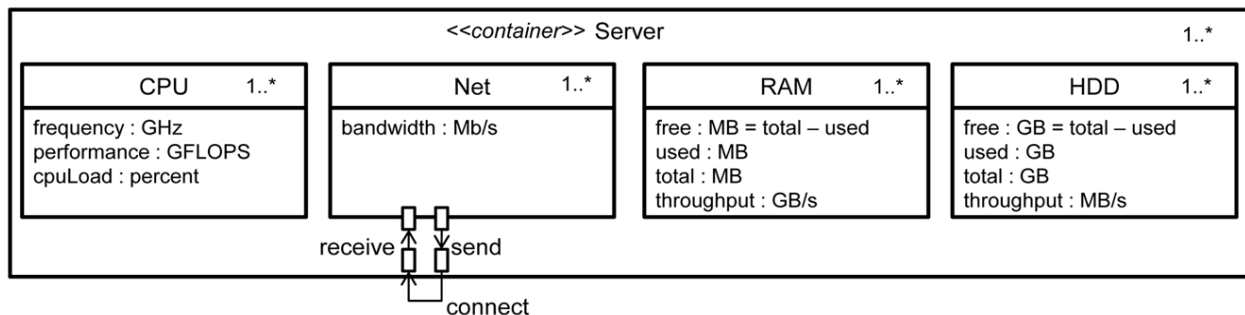 <<container>> Server 1..*
CPU 1..*
frequency : GHz
performance : GFLOPS
cpuLoad : percent
Net 1..*
bandwidth : Mb/s
RAM 1..*
free : MB = total – used
used : MB
total : MB
throughput : GB/s
HDD 1..*
free : GB = total – used
used : GB
total : GB
throughput : MB/s
receive send
connect